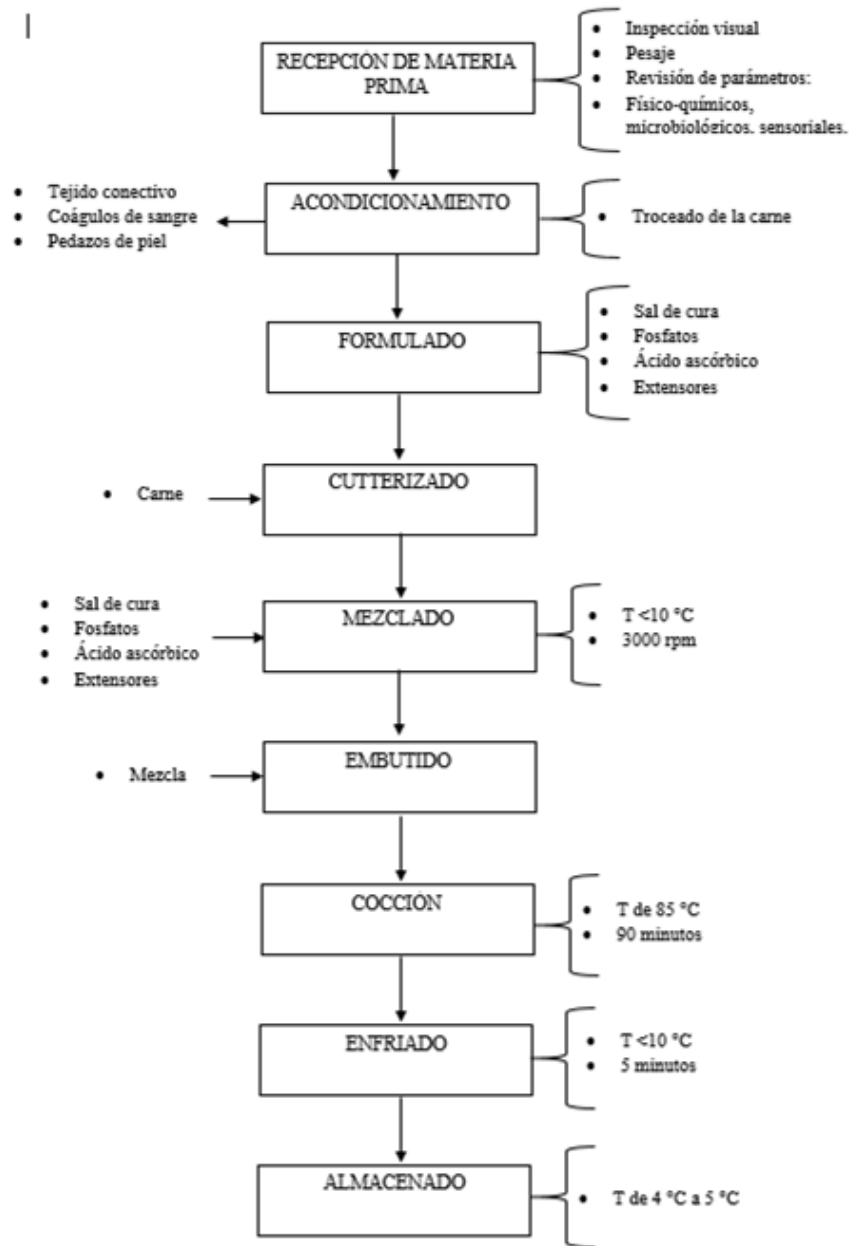 RECEPCIÓN DE MATERIA
PRIMA
• Inspección visual
• Pesaje
• Revisión de parámetros:
• Físico-químicos,
microbiológicos, sensoriales.
• Tejido conectivo
• Coágulos de sangre
• Pedazos de piel
ACONDICIONAMIENTO
• Troceado de la carne
FORMULADO
• Sal de cura
• Fosfatos
• Ácido ascórbico
• Extensores
• Carne
CUTTERIZADO
• Sal de cura
• Fosfatos
• Ácido ascórbico
• Extensores
MEZCLADO
• T <10 °C
• 3000 rpm
• Mezcla
EMBUTIDO
COCCIÓN
• T de 85 °C
• 90 minutos
ENFRIADO
• T <10 °C
• 5 minutos
ALMACENADO
• T de 4 °C a 5 °C